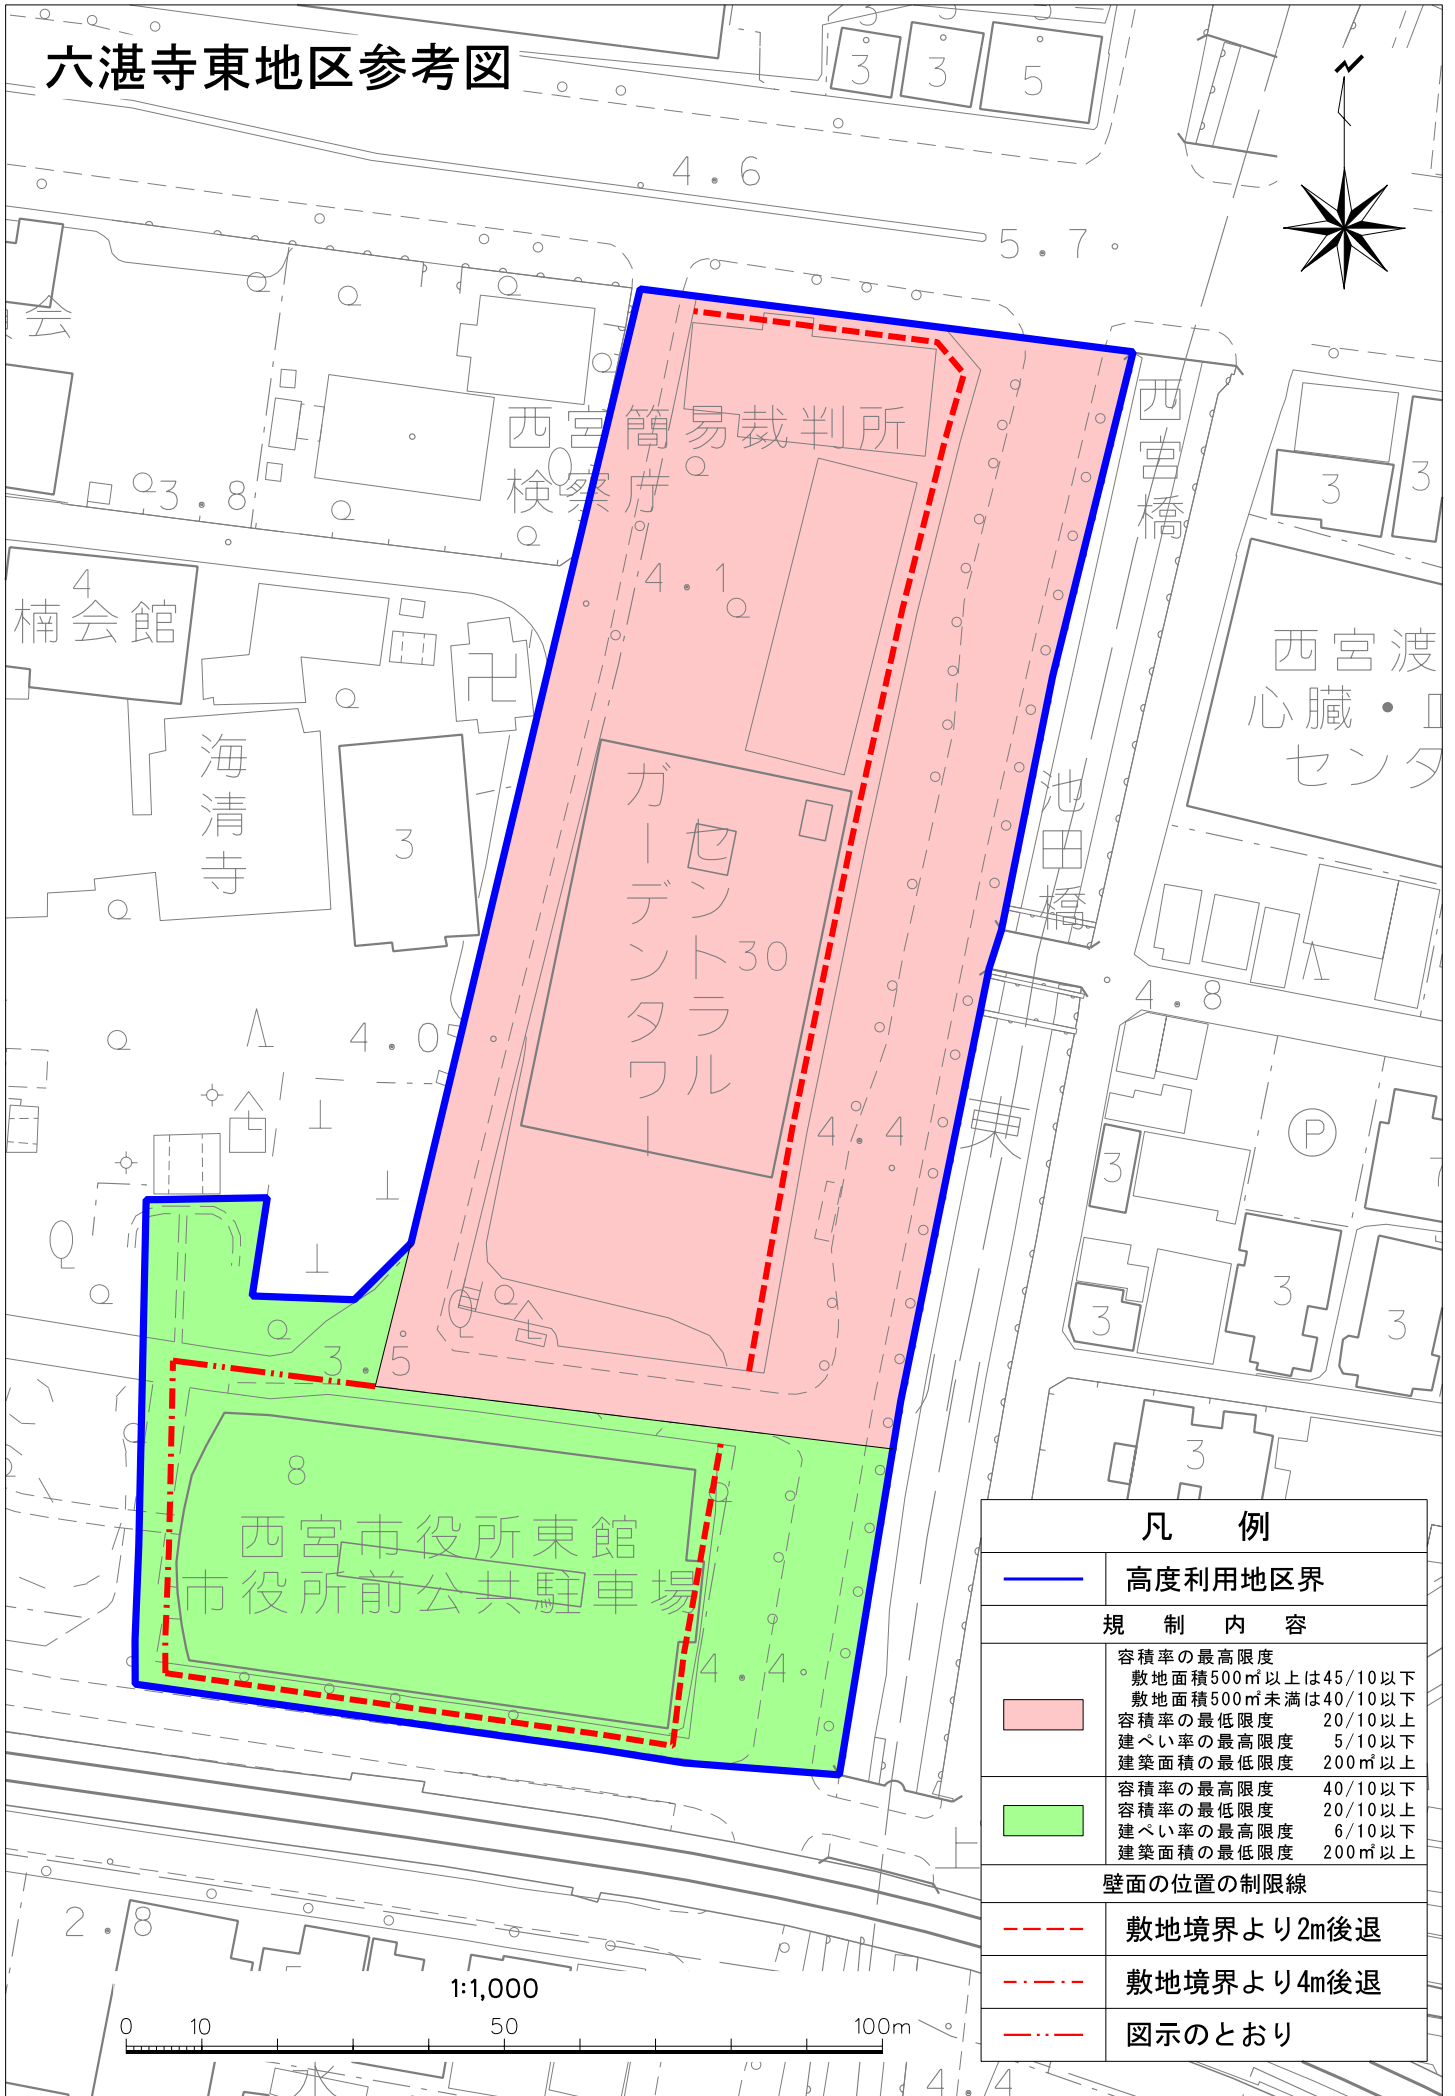 六湛寺東地区参考図
3
3
5
4.6
5.7
会
西宮簡易裁判所
検察庁
西宮橋
3
3
3.8
4
楠会館
4.1
西宮渡
心臓・
センタ
海清寺
3
ガーデンタワー
セントラル
30
池田橋
4.0
4.8
東
4.4
P
3
3
3
3
3.5
3
8
西宮市役所東館
市役所前公共駐車場
4.4
凡 例
高度利用地区界
規 制 内 容
容積率の最高限度
敷地面積500㎡以上は45/10以下
敷地面積500㎡未満は40/10以下
容積率の最低限度 20/10以上
建ぺい率の最高限度 5/10以下
建築面積の最低限度 200㎡以上
容積率の最高限度 40/10以下
容積率の最低限度 20/10以上
建ぺい率の最高限度 6/10以下
建築面積の最低限度 200㎡以上
壁面の位置の制限線
敷地境界より2m後退
敷地境界より4m後退
図示のとおり
2.8
1:1,000
0 10 50 100m
4.4